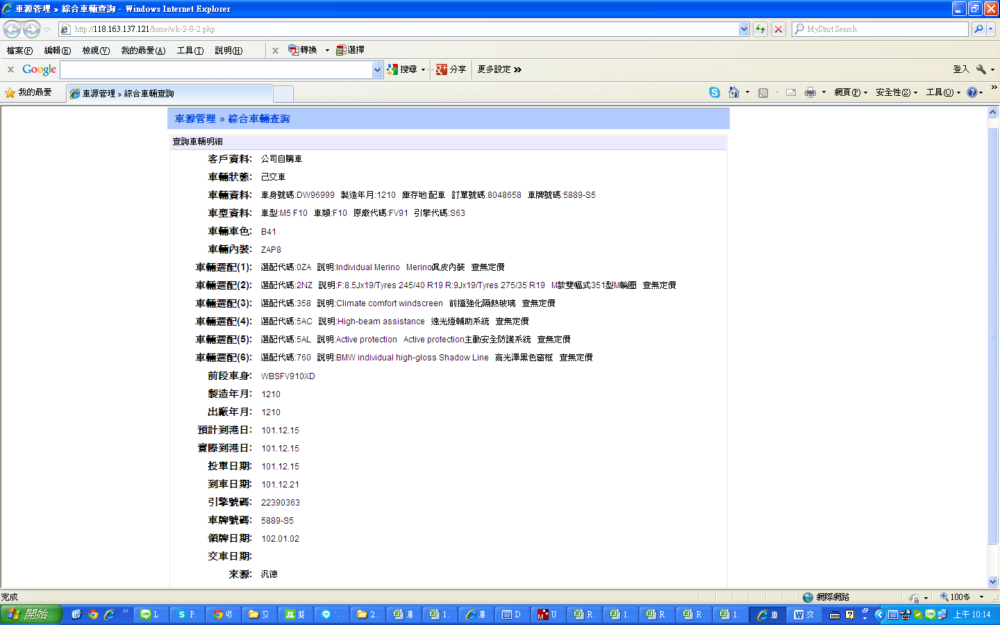 車源管理 » 綜合車輛查詢 - Windows Internet Explorer
http://118.163.137.121/bmw/wk-2-8-2.php
MyStart Search
檔案(F) 編輯(E) 檢視(V) 我的最愛(A) 工具(T) 說明(H) x 轉換 選擇
x Google 搜尋 分享 更多設定 » 登入
我的最愛 車源管理 » 綜合車輛查詢 網頁(P) 安全性(S) 工具(O) »
車源管理 » 綜合車輛查詢
查詢車輛明細
客戶資料: 公司自購車
車輛狀態: 已交車
車輛資料: 車身號碼:DW96999 製造年月:1210 庫存地:配車 訂單號碼:8048658 車牌號碼:5889-S5
車型資料: 車型:M5 F10 車類:F10 原廠代碼:FV91 引擎代碼:S63
車輛車色: B41
車輛內裝: ZAP8
車輛選配(1): 選配代碼:0ZA 說明:Individual Merino Merino真皮內裝 查無定價
車輛選配(2): 選配代碼:2NZ 說明:F:8.5Jx19/Tyres 245/40 R19 R:9Jx19/Tyres 275/35 R19 M款雙幅式351型M輪圈 查無定價
車輛選配(3): 選配代碼:358 說明:Climate comfort windscreen 前擋強化隔熱玻璃 查無定價
車輛選配(4): 選配代碼:5AC 說明:High-beam assistance 遠光燈輔助系統 查無定價
車輛選配(5): 選配代碼:5AL 說明:Active protection Active protection主動安全防護系統 查無定價
車輛選配(6): 選配代碼:760 說明:BMW individual high-gloss Shadow Line 高光澤黑色窗框 查無定價
前段車身: WBSFV910XD
製造年月: 1210
出廠年月: 1210
預計到港日: 101.12.15
實際到港日: 101.12.15
投單日期: 101.12.15
到車日期: 101.12.21
引擎號碼: 22390363
車牌號碼: 5889-S5
領牌日期: 102.01.02
交車日期:
來源: 汎德
完成 網際網路 100%
開始 » L P. 收 交 2. 車 1. 車 D U R 1. R R 1. 車 文 上午 10:14